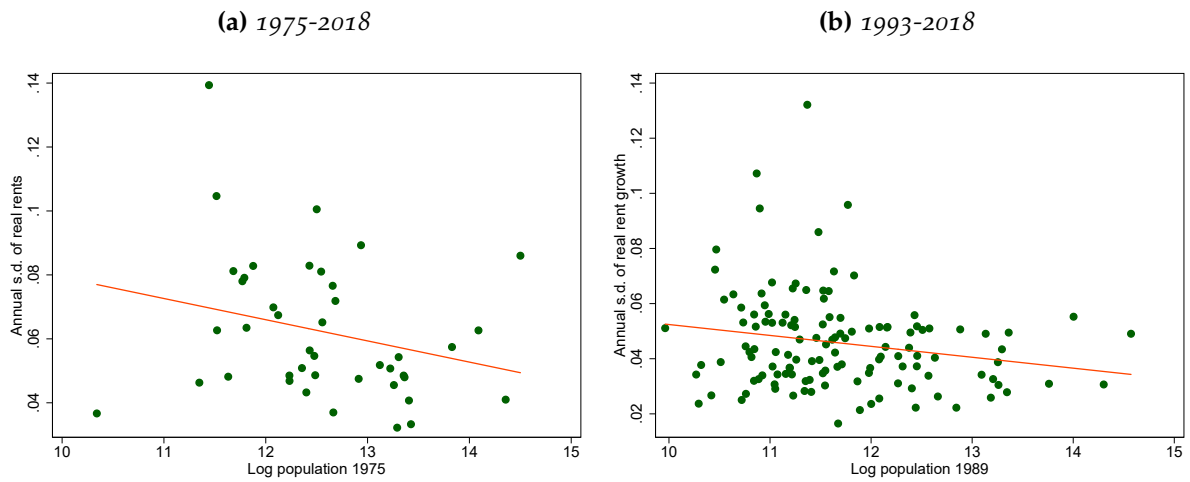 (a) 1975-2018
Annual s.d. of real rents
.14
.12
.1
.08
.06
.04
10 11 12 13 14 15
Log population 1975
(b) 1993-2018
Annual s.d. of real rent growth
.14
.12
.1
.08
.06
.04
.02
10 11 12 13 14 15
Log population 1989